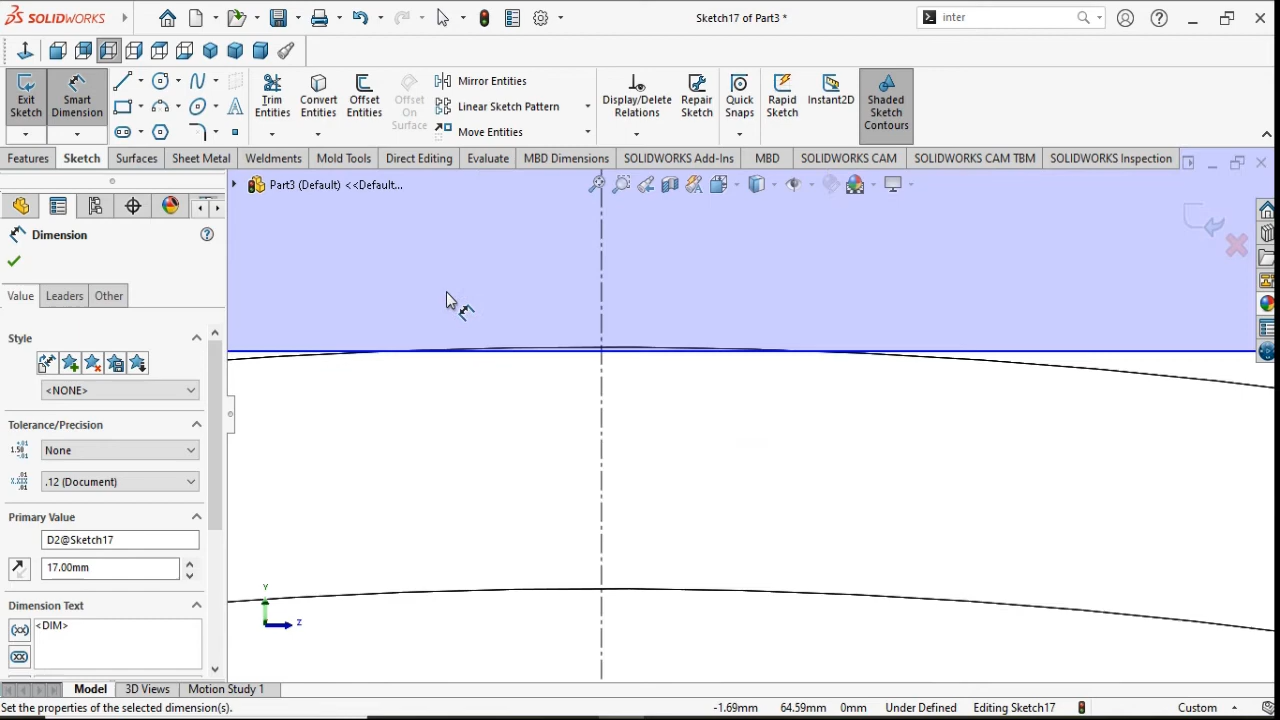 SOLIDWORKS
Sketch17 of Part3 *
inter
Exit Sketch
Smart Dimension
Trim Entities
Convert Entities
Offset Entities
Offset On Surface
Mirror Entities
Linear Sketch Pattern
Move Entities
Display/Delete Relations
Repair Sketch
Quick Snaps
Rapid Sketch
Instant2D
Shaded Sketch Contours
Features
Sketch
Surfaces
Sheet Metal
Weldments
Mold Tools
Direct Editing
Evaluate
MBD Dimensions
SOLIDWORKS Add-Ins
MBD
SOLIDWORKS CAM
SOLIDWORKS CAM TBM
SOLIDWORKS Inspection
Part3 (Default) <<Default...
Dimension
Value
Leaders
Other
Style
<NONE>
Tolerance/Precision
None
.12 (Document)
Primary Value
D2@Sketch17
17.00mm
Dimension Text
<DIM>
Y
Z
Model
3D Views
Motion Study 1
Set the properties of the selected dimension(s).
-1.69mm
64.59mm
0mm
Under Defined
Editing Sketch17
Custom